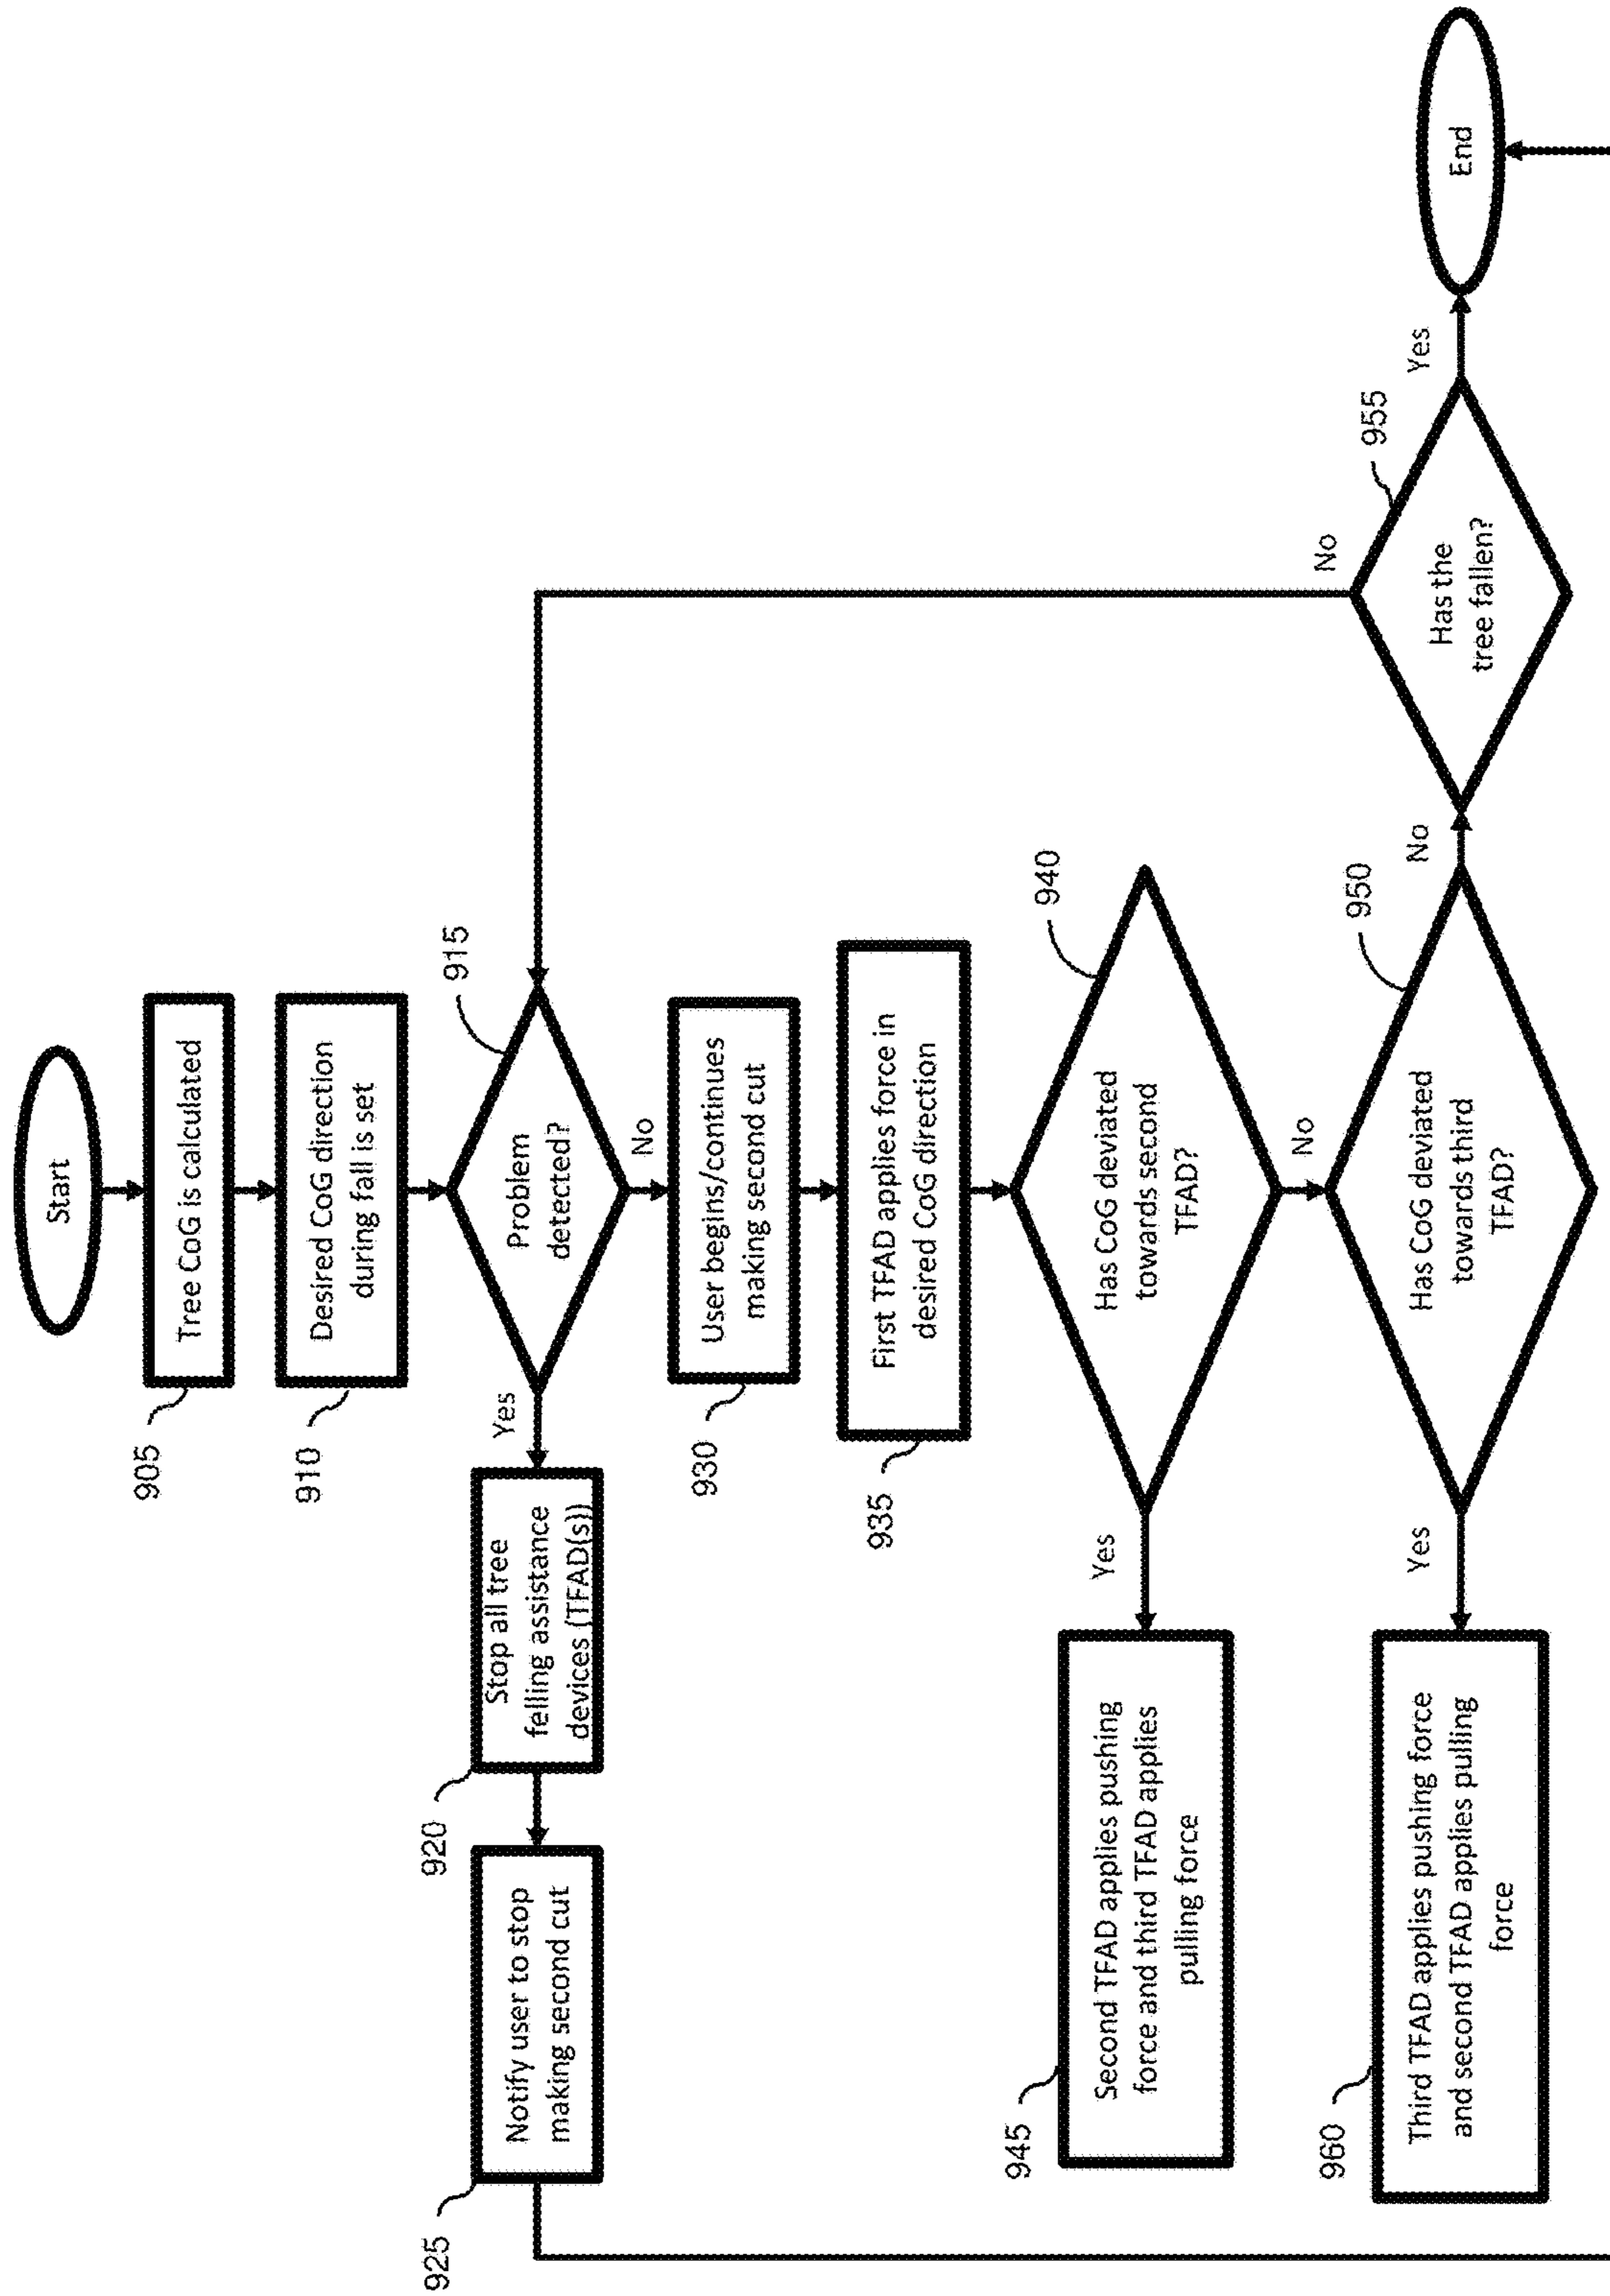 Start
905
Tree CoG is calculated
910
Desired CoG direction
during fall is set
915
Problem
detected?
Yes
No
920
Stop all tree
felling assistance
devices (TFAD(s))
925
Notify user to stop
making second cut
930
User begins/continues
making second cut
935
First TFAD applies force in
desired CoG direction
940
Has CoG deviated
towards second
TFAD?
Yes
No
945
Second TFAD applies pushing
force and third TFAD applies
pulling force
950
Has CoG deviated
towards third
TFAD?
Yes
No
960
Third TFAD applies pushing force
and second TFAD applies pulling
force
955
Has the
tree fallen?
No
Yes
End